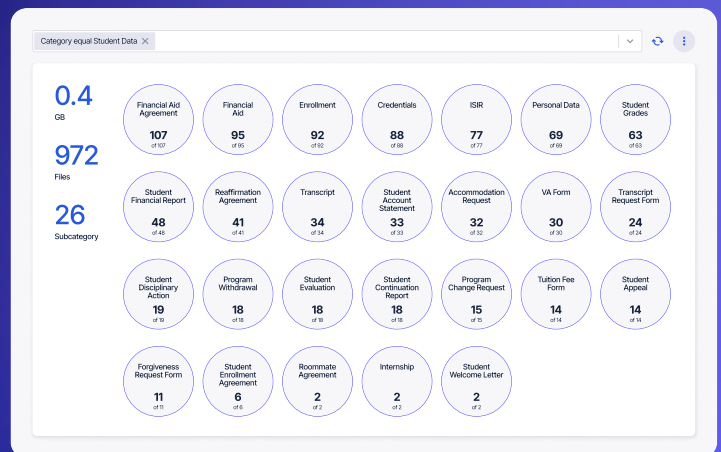 Category equal Student Data
0.4
GB
972
Files
26
Subcategory
Financial Aid
Agreement
107
of 107
Financial
Aid
95
of 95
Enrollment
92
of 92
Credentials
88
of 88
ISIR
77
of 77
Personal Data
69
of 69
Student
Grades
63
of 63
Student
Financial Report
48
of 48
Reaffirmation
Agreement
41
of 41
Transcript
34
of 34
Student
Account
Statement
33
of 33
Accommodation
Request
32
of 32
VA Form
30
of 30
Transcript
Request Form
24
of 24
Student
Disciplinary
Action
19
of 19
Program
Withdrawal
18
of 18
Student
Evaluation
18
of 18
Student
Continuation
Report
18
of 18
Program
Change Request
15
of 15
Tuition Fee
Form
14
of 14
Student
Appeal
14
of 14
Forgiveness
Request Form
11
of 11
Student
Enrollment
Agreement
6
of 6
Roommate
Agreement
2
of 2
Internship
2
of 2
Student
Welcome Letter
2
of 2